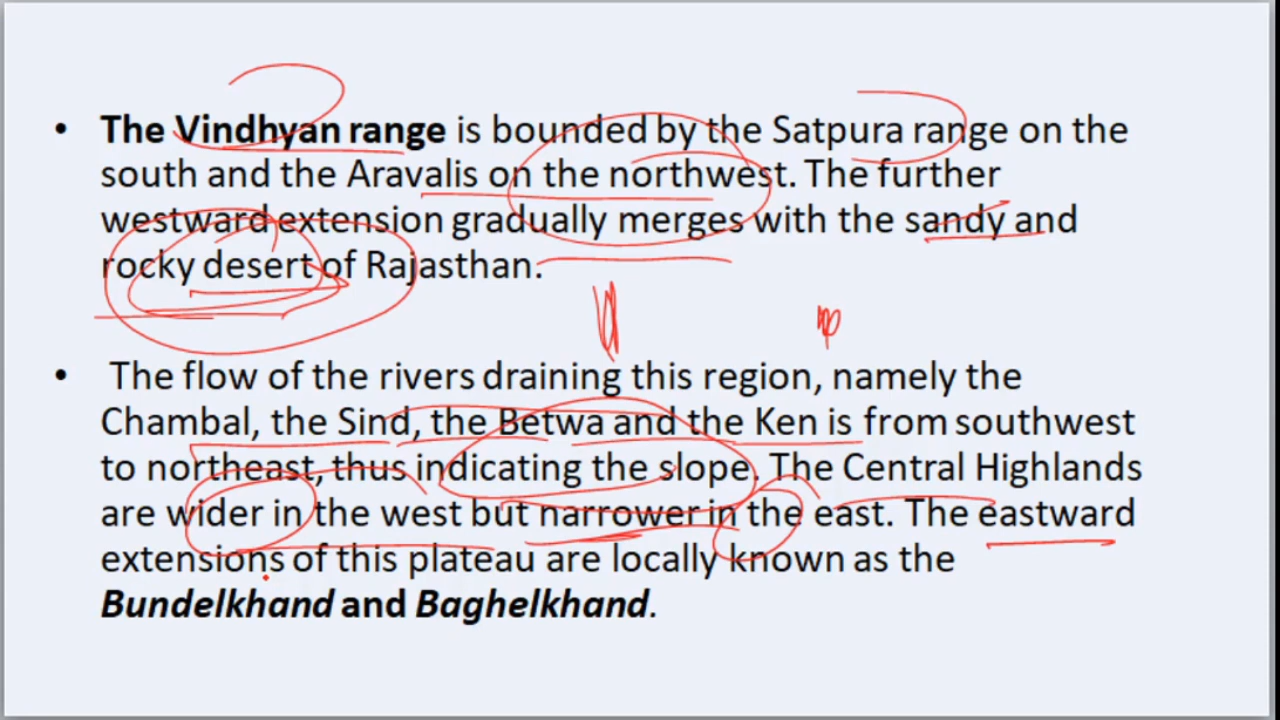 • The Vindhyan range is bounded by the Satpura range on the
south and the Aravalis on the northwest. The further
westward extension gradually merges with the sandy and
rocky desert of Rajasthan.
• The flow of the rivers draining this region, namely the
Chambal, the Sind, the Betwa and the Ken is from southwest
to northeast, thus indicating the slope. The Central Highlands
are wider in the west but narrower in the east. The eastward
extensions of this plateau are locally known as the
Bundelkhand and Baghelkhand.